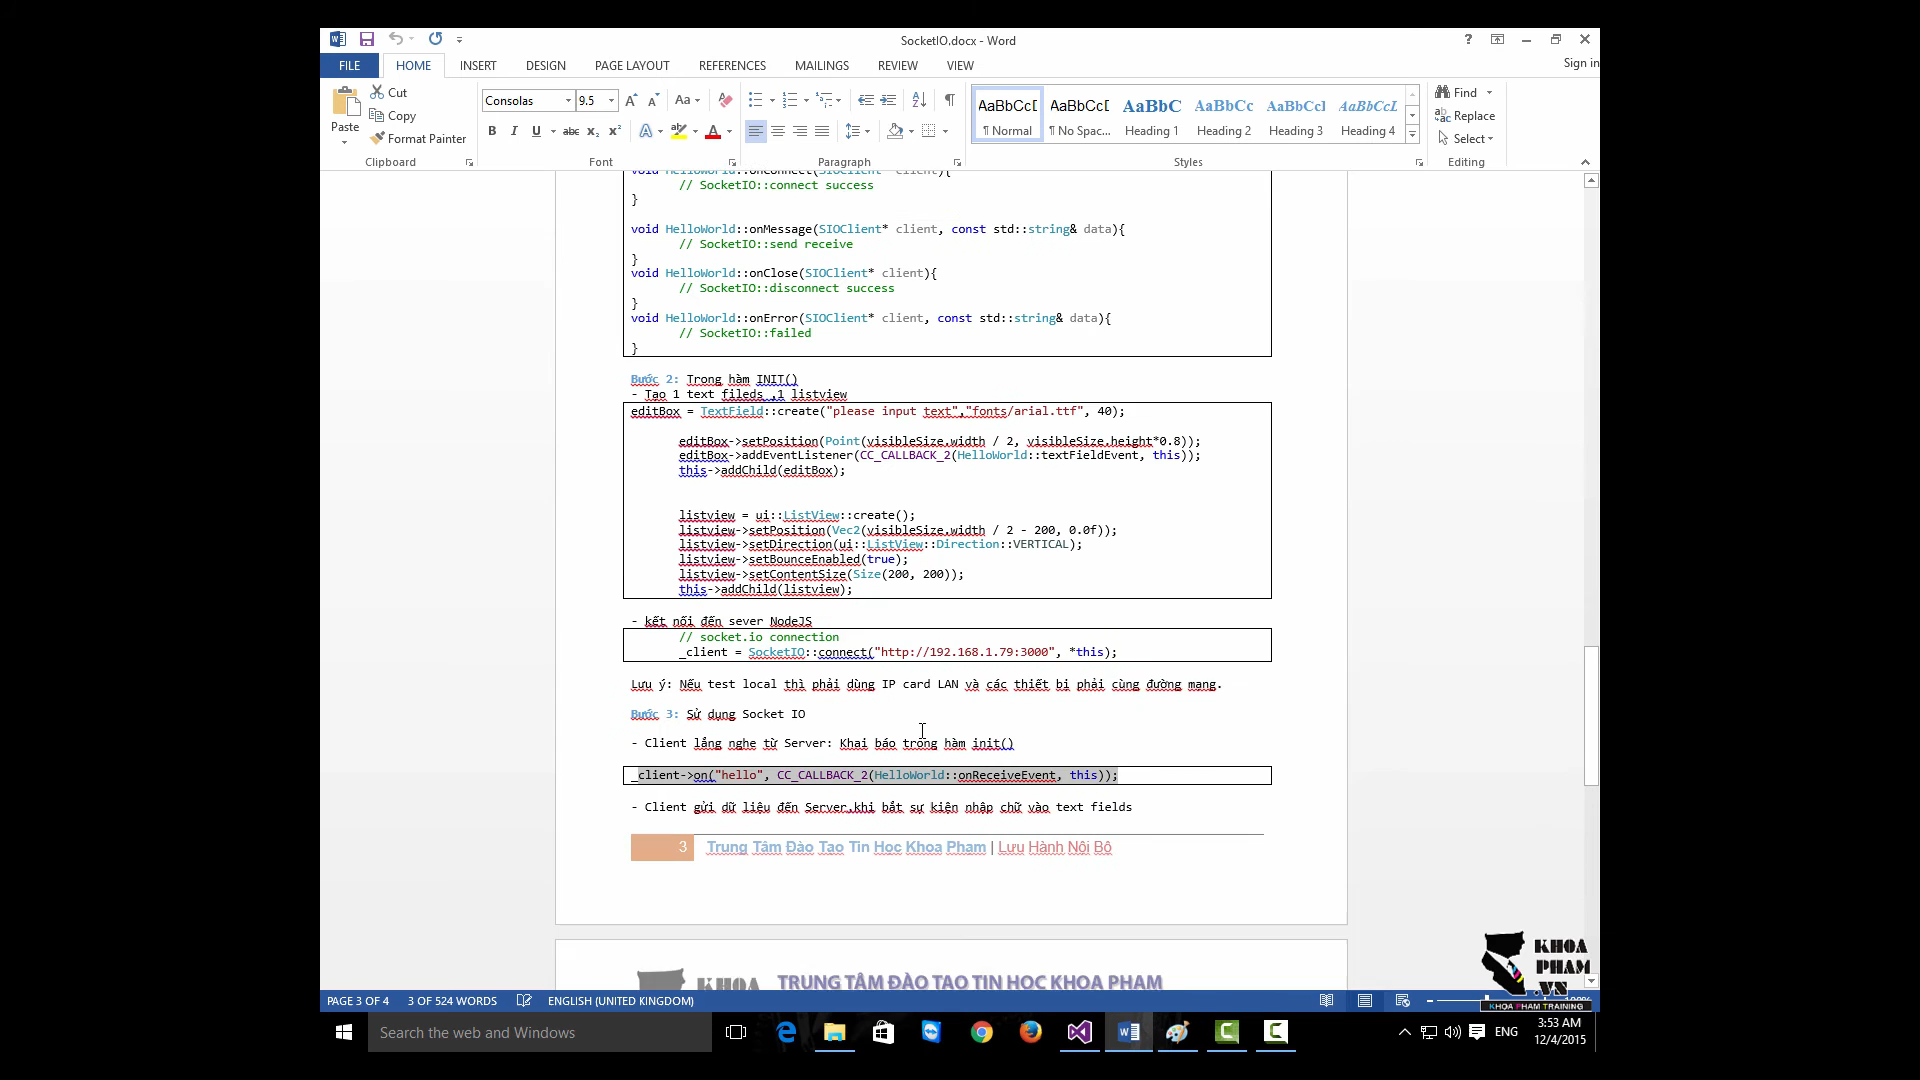 SocketIO.docx - Word
?
Sign in
FILE
HOME
INSERT
DESIGN
PAGE LAYOUT
REFERENCES
MAILINGS
REVIEW
VIEW
Paste
Cut
Copy
Format Painter
Clipboard
Consolas
9.5
Font
Paragraph
AaBbCcD AaBbCcD AaBbC AaBbCc AaBbCcI AaBbCcL
¶ Normal ¶ No Spac... Heading 1 Heading 2 Heading 3 Heading 4
Styles
Find
Replace
Select
Editing
void HelloWorld::onConnect(SIOClient* client){
// SocketIO::connect success
}
void HelloWorld::onMessage(SIOClient* client, const std::string& data){
// SocketIO::send receive
}
void HelloWorld::onClose(SIOClient* client){
// SocketIO::disconnect success
}
void HelloWorld::onError(SIOClient* client, const std::string& data){
// SocketIO::failed
}
Bước 2: Trong hàm INIT()
- Tạo 1 text fileds ,1 listview
editBox = TextField::create("please input text","fonts/arial.ttf", 40);
editBox->setPosition(Point(visibleSize.width / 2, visibleSize.height*0.8));
editBox->addEventListener(CC_CALLBACK_2(HelloWorld::textFieldEvent, this));
this->addChild(editBox);
listview = ui::ListView::create();
listview->setPosition(Vec2(visibleSize.width / 2 - 200, 0.0f));
listview->setDirection(ui::ListView::Direction::VERTICAL);
listview->setBounceEnabled(true);
listview->setContentSize(Size(200, 200));
this->addChild(listview);
- kết nối đến sever NodeJS
// socket.io connection
_client = SocketIO::connect("http://192.168.1.79:3000", *this);
Lưu ý: Nếu test local thì phải dùng IP card LAN và các thiết bị phải cùng đường mạng.
Bước 3: Sử dụng Socket IO
- Client lắng nghe từ Server: Khai báo trong hàm init()
_client->on("hello", CC_CALLBACK_2(HelloWorld::onReceiveEvent, this));
- Client gửi dữ liệu đến Server,khi bắt sự kiện nhập chữ vào text fields
3 Trung Tâm Đào Tạo Tin Học Khoa Phạm | Lưu Hành Nội Bộ
KHOA
TRUNG TÂM ĐÀO TẠO TIN HỌC KHOA PHẠM
KHOA
PHAM
.VN
KHOA PHAM TRAINING
PAGE 3 OF 4
3 OF 524 WORDS
ENGLISH (UNITED KINGDOM)
Search the web and Windows
ENG
3:53 AM
12/4/2015